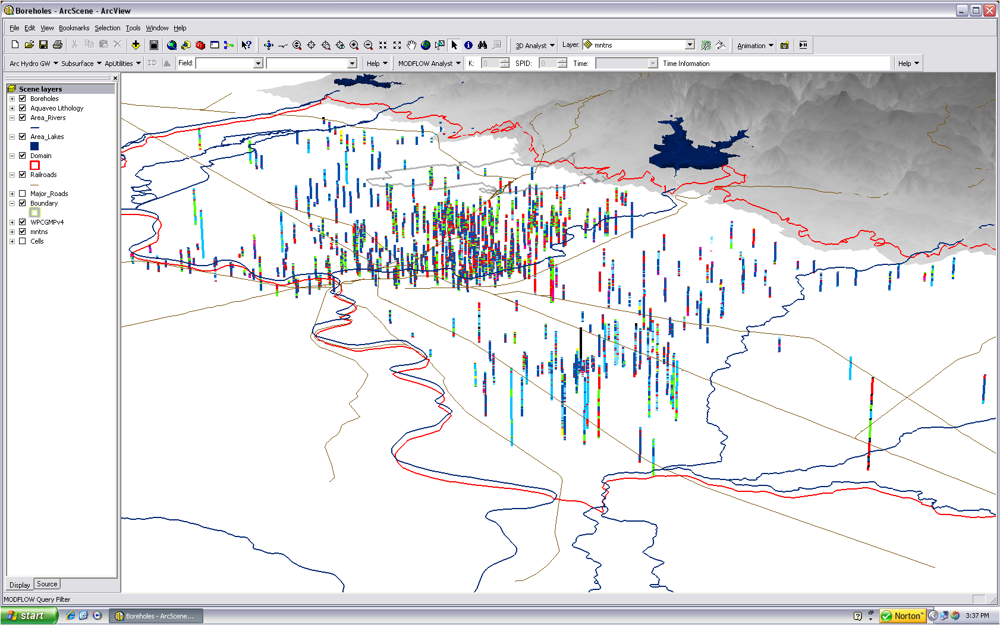 Boreholes - ArcScene - ArcView
File Edit View Bookmarks Selection Tools Window Help
3D Analyst Layer: mntns Animation
Arc Hydro GW Subsurface ApUtilities ID Field: Help MODFLOW Analyst K: 0 SPID: 0 Time: Time Information Help
Scene layers
Boreholes
Aquaveo Lithology
Area_Rivers
Area_Lakes
Domain
Railroads
Major_Roads
Boundary
WPCGMPv4
mntns
Cells
Display Source
MODFLOW Query Filter
start Boreholes - ArcScene... Norton™ 3:37 PM